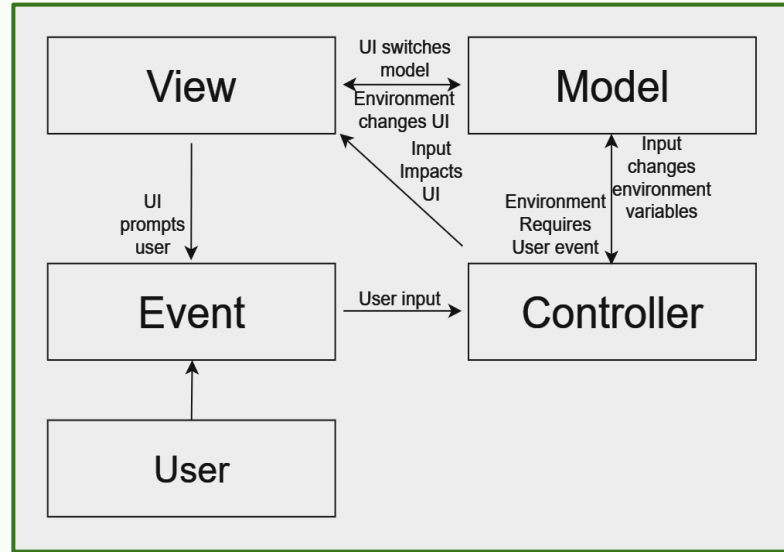 View
UI switches
model
Environment
changes UI
Model
Input
Impacts
UI
Input
changes
environment
variables
Environment
Requires
User event
UI
prompts
user
Event
User input
Controller
User